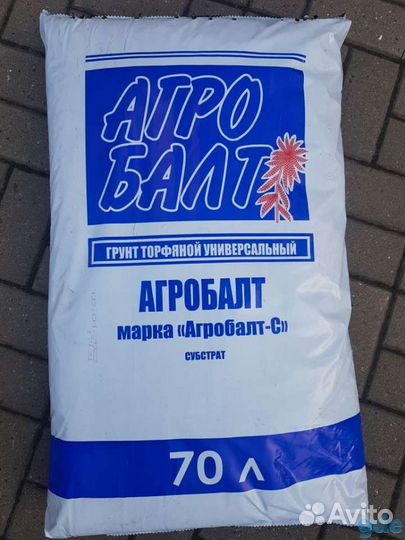 АГРО
БАЛТ
ГРУНТ ТОРФЯНОЙ УНИВЕРСАЛЬНЫЙ
АГРОБАЛТ
марка «Агробалт-С»
СУБСТРАТ
70 л
Avito